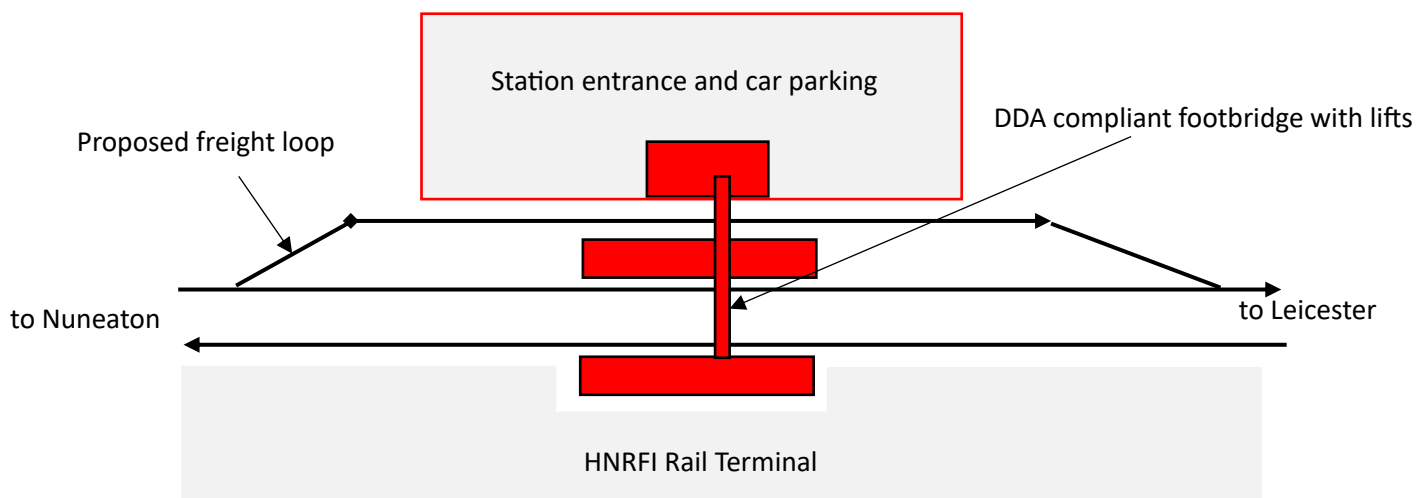 Station entrance and car parking
DDA compliant footbridge with lifts
Proposed freight loop
to Nuneaton
to Leicester
HNRFI Rail Terminal